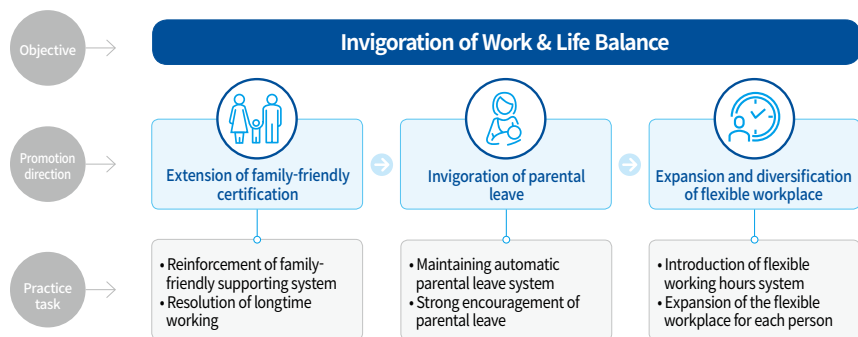 Objective
Invigoration of Work & Life Balance
Promotion
direction
Extension of family-friendly
certification
Invigoration of parental
leave
Expansion and diversification
of flexible workplace
Practice
task
• Reinforcement of family-
friendly supporting system
• Resolution of longtime
working
• Maintaining automatic
parental leave system
• Strong encouragement of
parental leave
• Introduction of flexible
working hours system
• Expansion of the flexible
workplace for each person